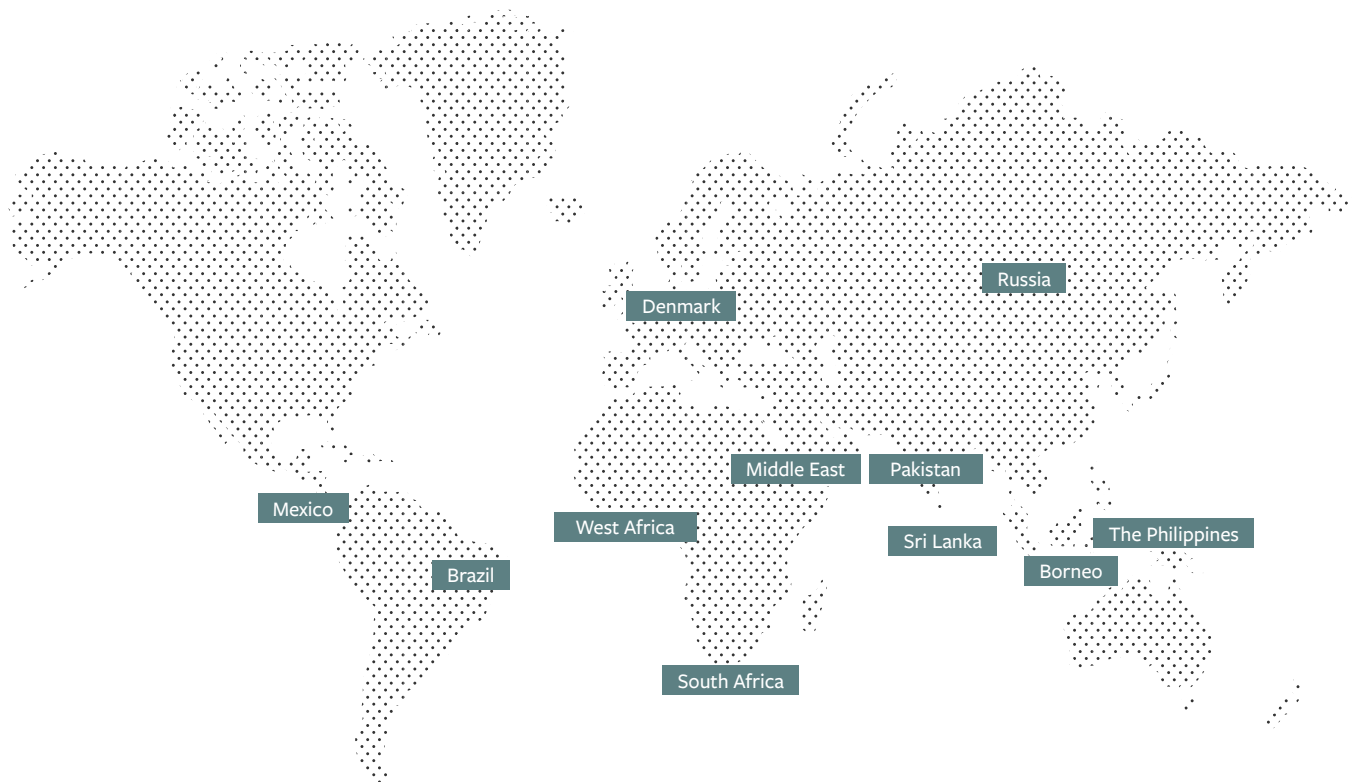 Russia
Denmark
Middle East
Pakistan
Mexico
West Africa
The Philippines
Sri Lanka
Borneo
Brazil
South Africa